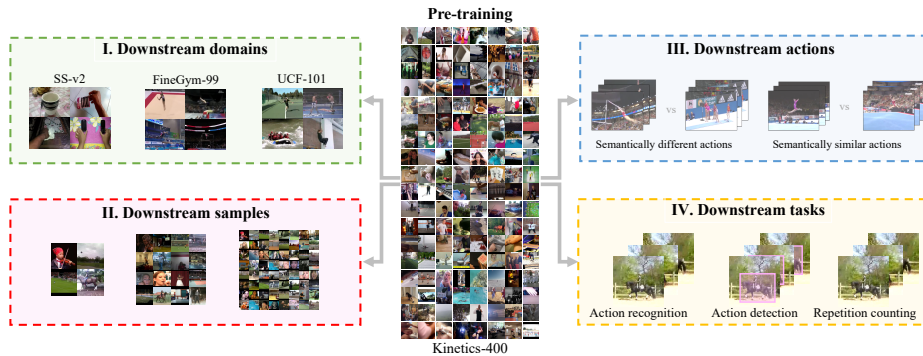 Pre-training
I. Downstream domains
SS-v2
FineGym-99
UCF-101
II. Downstream samples
Kinetics-400
III. Downstream actions
vs
vs
Semantically different actions
Semantically similar actions
IV. Downstream tasks
Action recognition
Action detection
Repetition counting